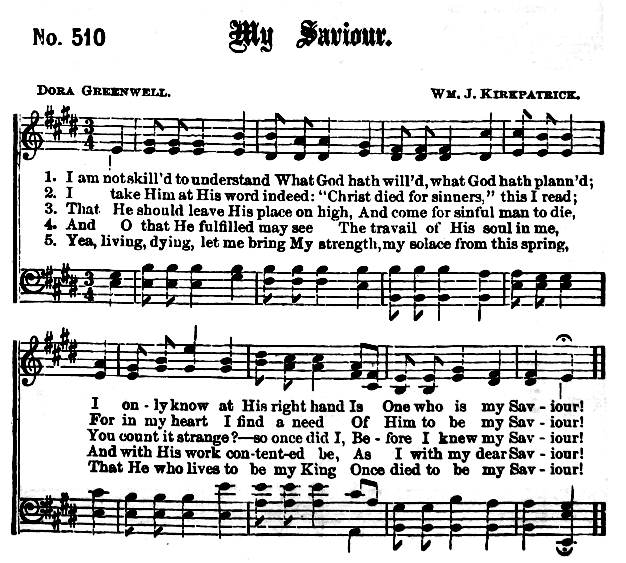 No. 510
My Saviour.
DORA GREENWELL.
WM. J. KIRKPATRICK.
1. I am not skill'd to understand What God hath will'd, what God hath plann'd;
2. I take Him at His word indeed: "Christ died for sinners," this I read;
3. That He should leave His place on high, And come for sinful man to die,
4. And O that He fulfilled may see The travail of His soul in me,
5. Yea, living, dying, let me bring My strength, my solace from this spring,
I on - ly know at His right hand Is One who is my Sav - iour!
For in my heart I find a need Of Him to be my Sav - iour!
You count it strange?—so once did I, Be - fore I knew my Sav - iour!
And with His work con-tent-ed be, As I with my dear Sav - iour!
That He who lives to be my King Once died to be my Sav - iour!